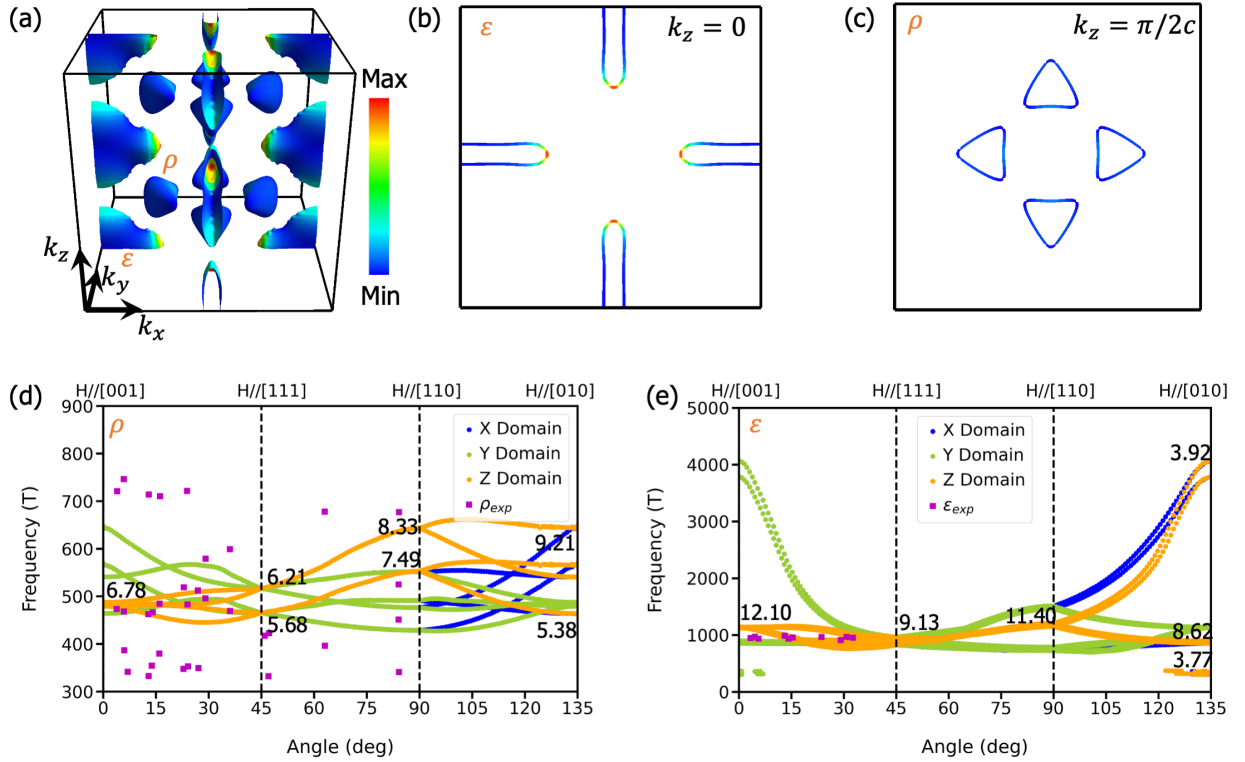 (a)
ρ
ε
k_z
k_y
k_x
Max
Min
(b)
ε
k_z = 0
(c)
ρ
k_z = π/2c
(d)
H//[001]
H//[111]
H//[110]
H//[010]
ρ
X Domain
Y Domain
Z Domain
ρ_exp
900
800
700
600
500
400
300
Frequency (T)
6.78
6.21
5.68
8.33
7.49
9.21
5.38
0
15
30
45
60
75
90
105
120
135
Angle (deg)
(e)
H//[001]
H//[111]
H//[110]
H//[010]
ε
X Domain
Y Domain
Z Domain
ε_exp
5000
4000
3000
2000
1000
0
Frequency (T)
12.10
9.13
11.40
3.92
8.62
3.77
0
15
30
45
60
75
90
105
120
135
Angle (deg)